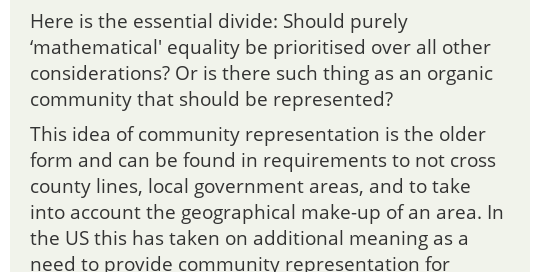 Here is the essential divide: Should purely
‘mathematical' equality be prioritised over all other
considerations? Or is there such thing as an organic
community that should be represented?
This idea of community representation is the older
form and can be found in requirements to not cross
county lines, local government areas, and to take
into account the geographical make-up of an area. In
the US this has taken on additional meaning as a
need to provide community representation for